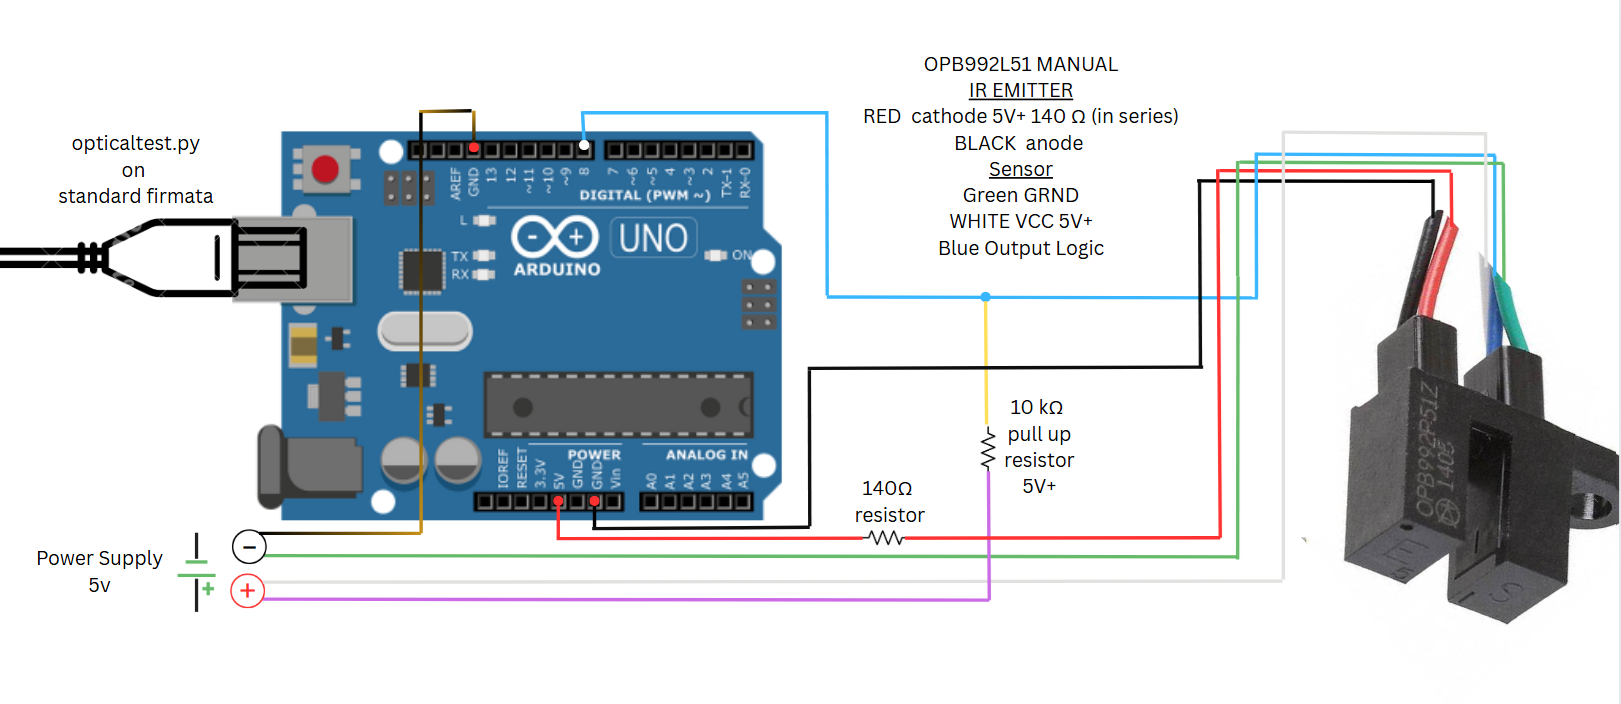 OPB992L51 MANUAL
IR EMITTER
RED cathode 5V+ 140 Ω (in series)
BLACK anode
Sensor
Green GRND
WHITE VCC 5V+
Blue Output Logic
opticaltest.py
on
standard firmata
AREF
GND
13
12
~11
~10
~9
8
7
~6
~5
4
~3
2
TX→1
RX←0
DIGITAL (PWM ~)
L
TX
RX
- +
UNO
ARDUINO
ON
IOREF
RESET
3.3V
5V
GND
GND
Vin
POWER
ANALOG IN
A0
A1
A2
A3
A4
A5
10 kΩ
pull up
resistor
5V+
140Ω
resistor
Power Supply
5v
-
+
+
OPB992P51Z
E
S